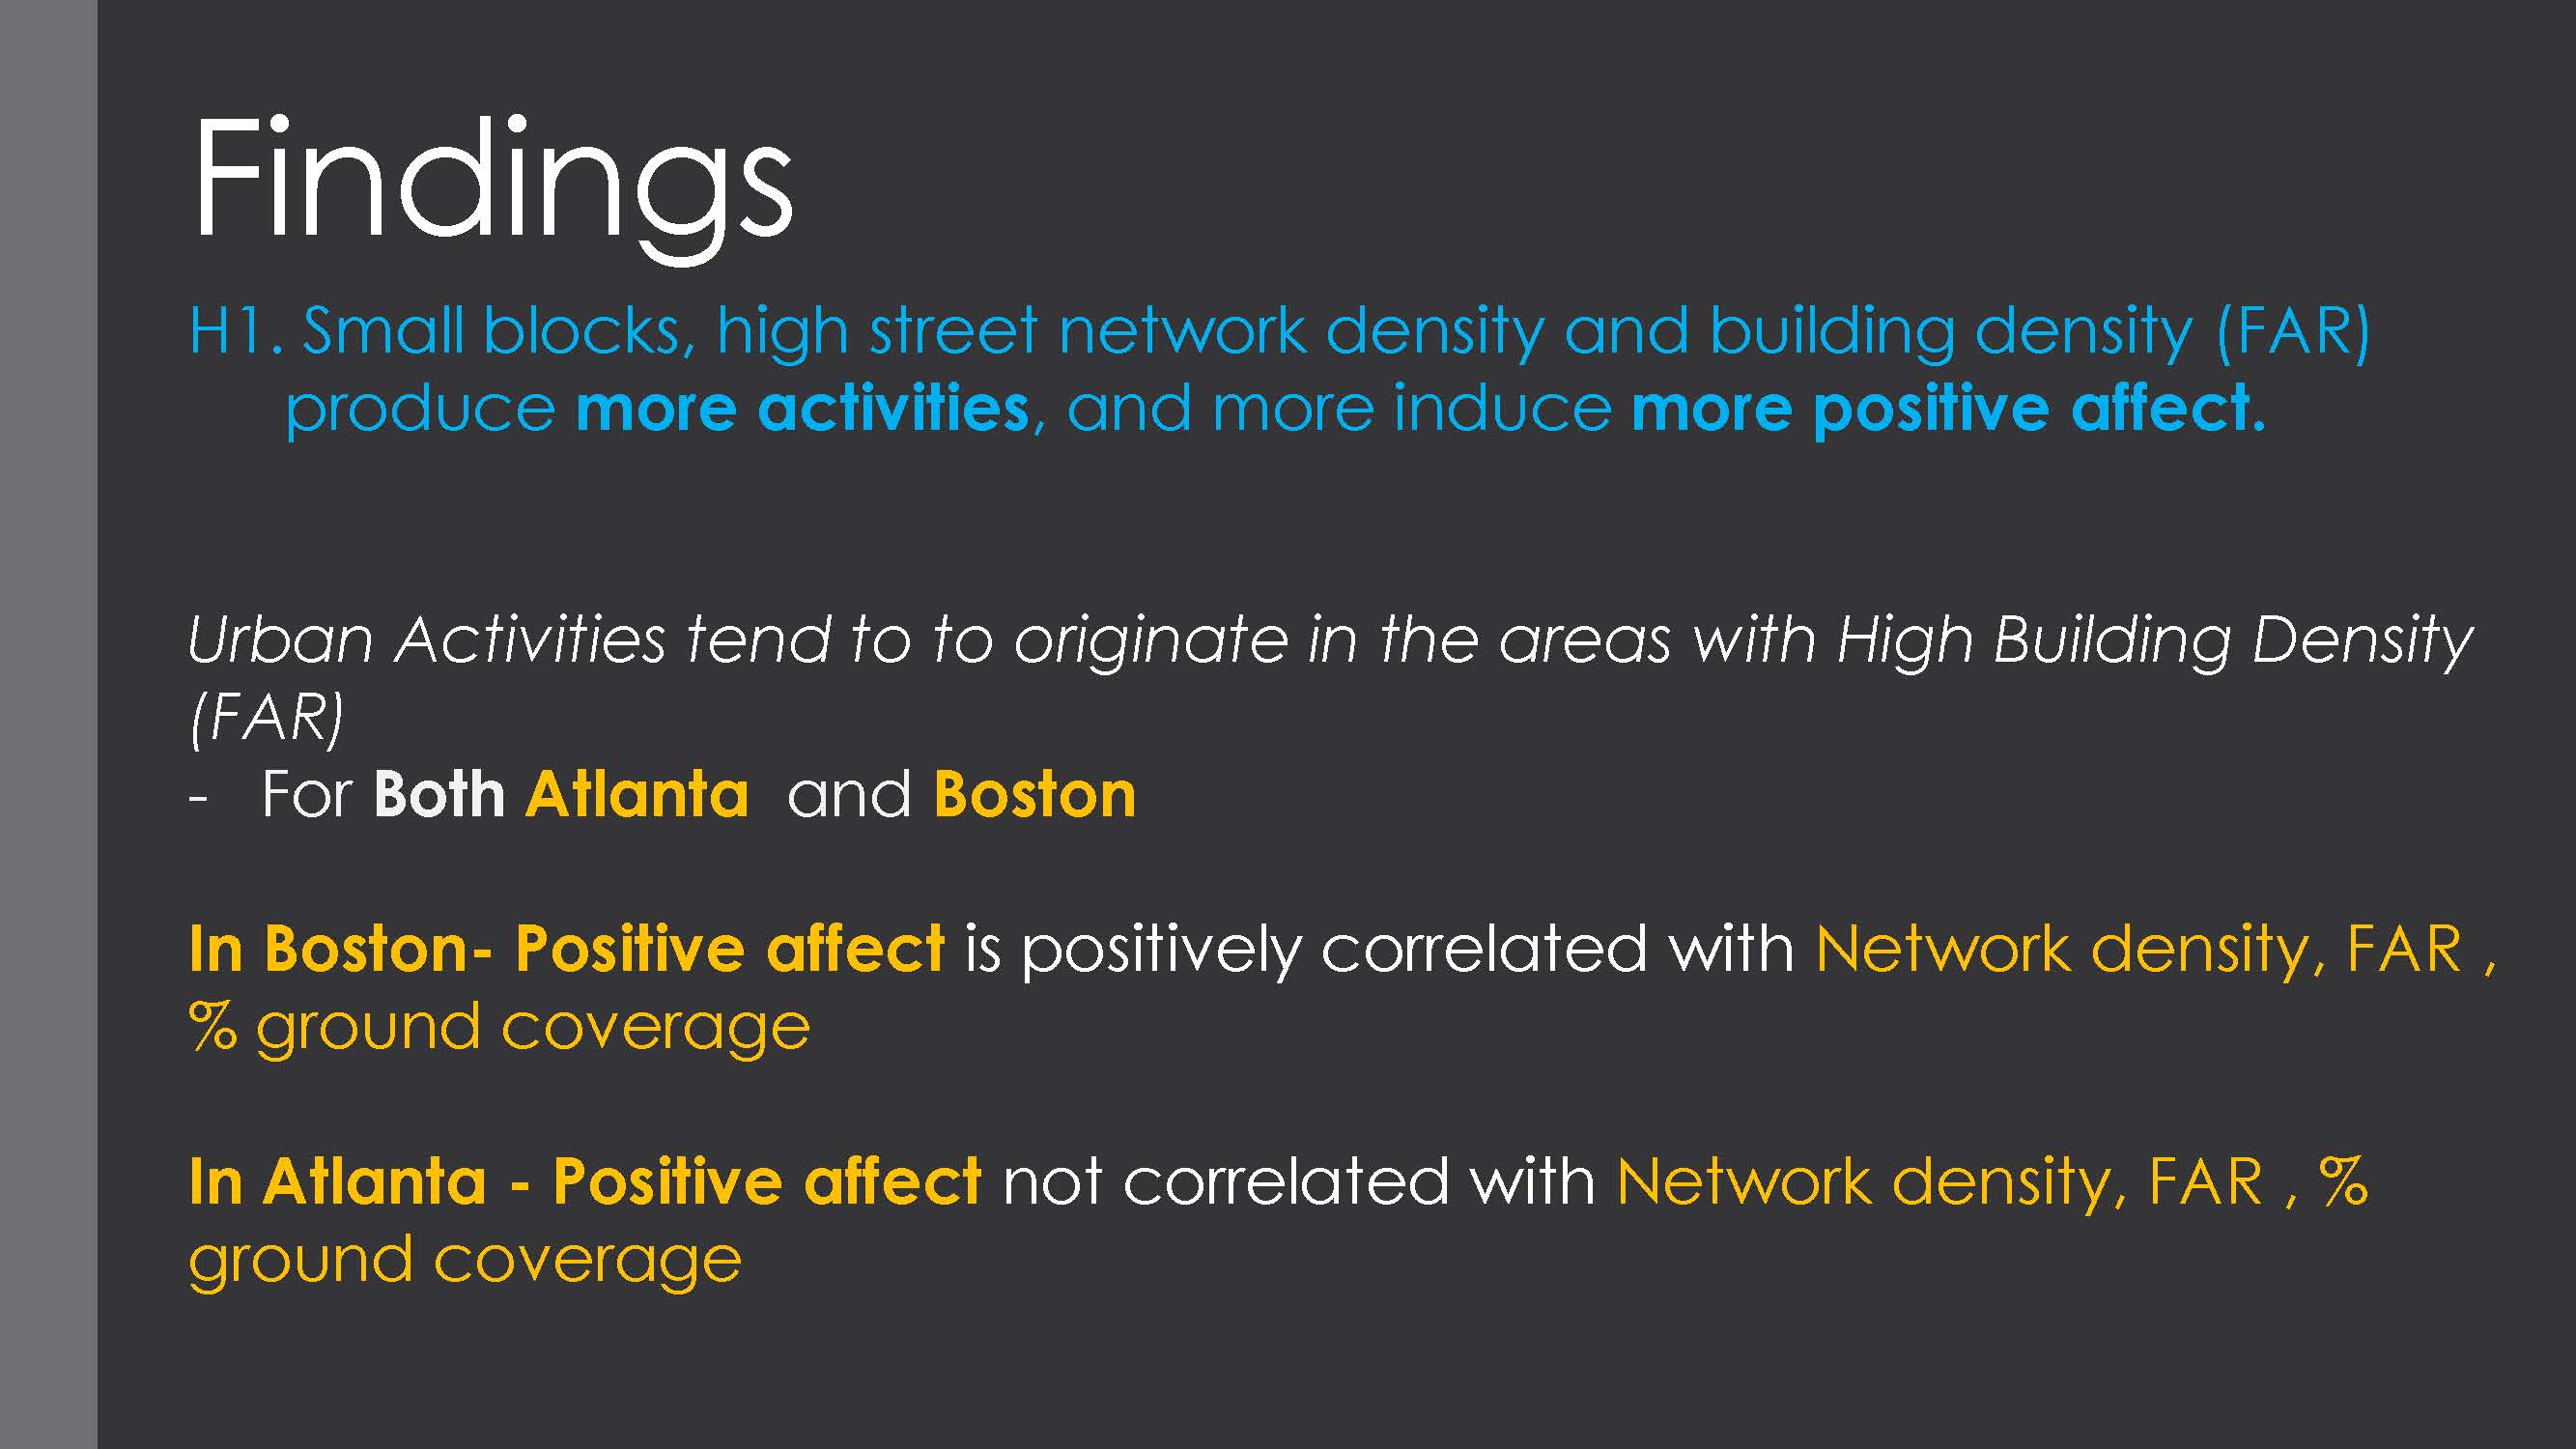 Findings
H1. Small blocks, high street network density and building density (FAR)
produce more activities, and more induce more positive affect.
Urban Activities tend to to originate in the areas with High Building Density
(FAR)
- For Both Atlanta and Boston
In Boston- Positive affect is positively correlated with Network density, FAR ,
% ground coverage
In Atlanta - Positive affect not correlated with Network density, FAR , %
ground coverage